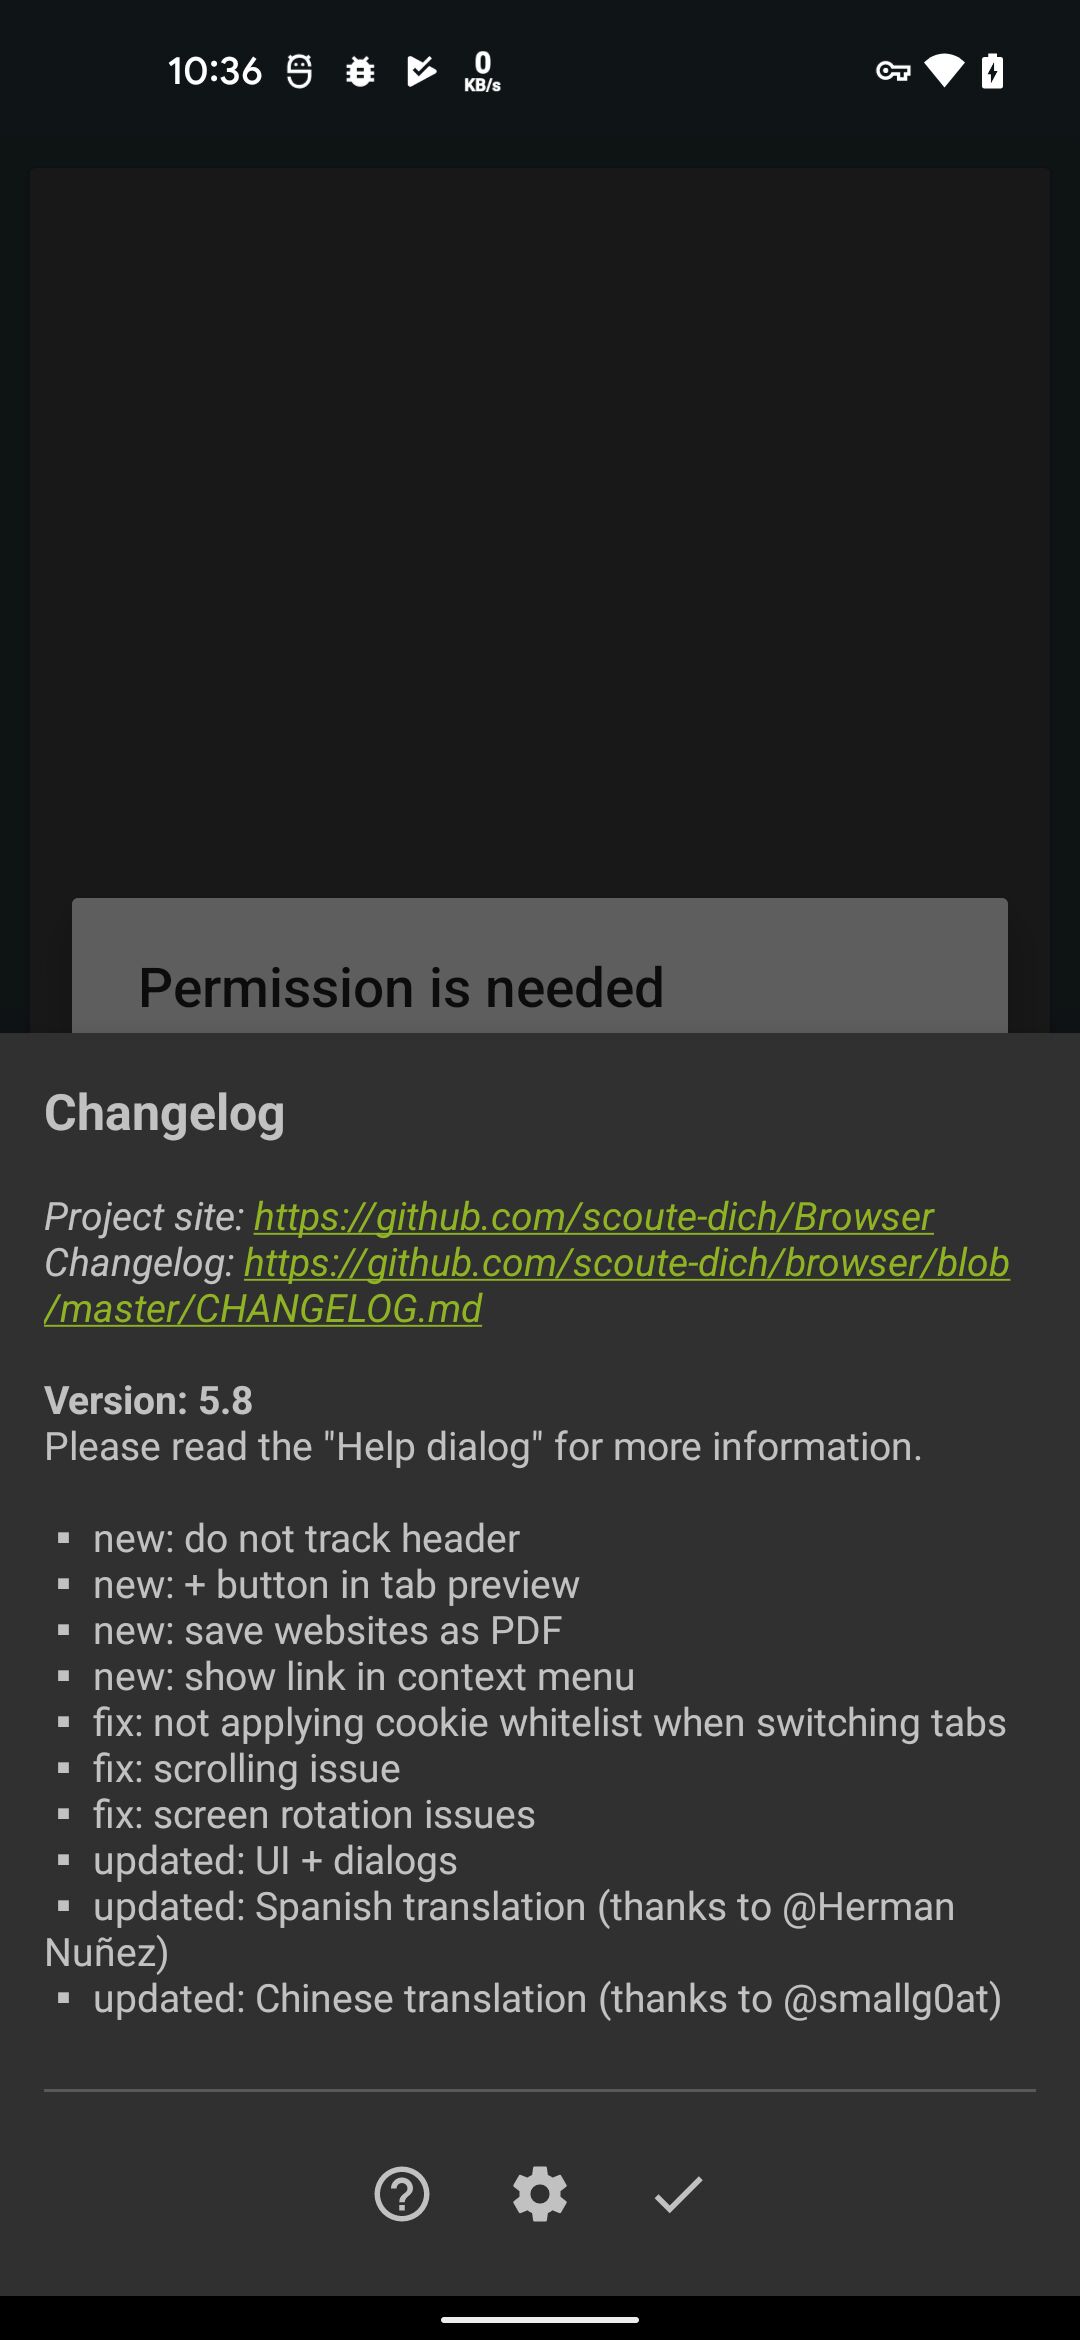 10:36
0
KB/s
Permission is needed
Changelog
Project site: https://github.com/scoute-dich/Browser
Changelog: https://github.com/scoute-dich/browser/blob
/master/CHANGELOG.md
Version: 5.8
Please read the "Help dialog" for more information.
▪ new: do not track header
▪ new: + button in tab preview
▪ new: save websites as PDF
▪ new: show link in context menu
▪ fix: not applying cookie whitelist when switching tabs
▪ fix: scrolling issue
▪ fix: screen rotation issues
▪ updated: UI + dialogs
▪ updated: Spanish translation (thanks to @Herman
Nuñez)
▪ updated: Chinese translation (thanks to @smallg0at)